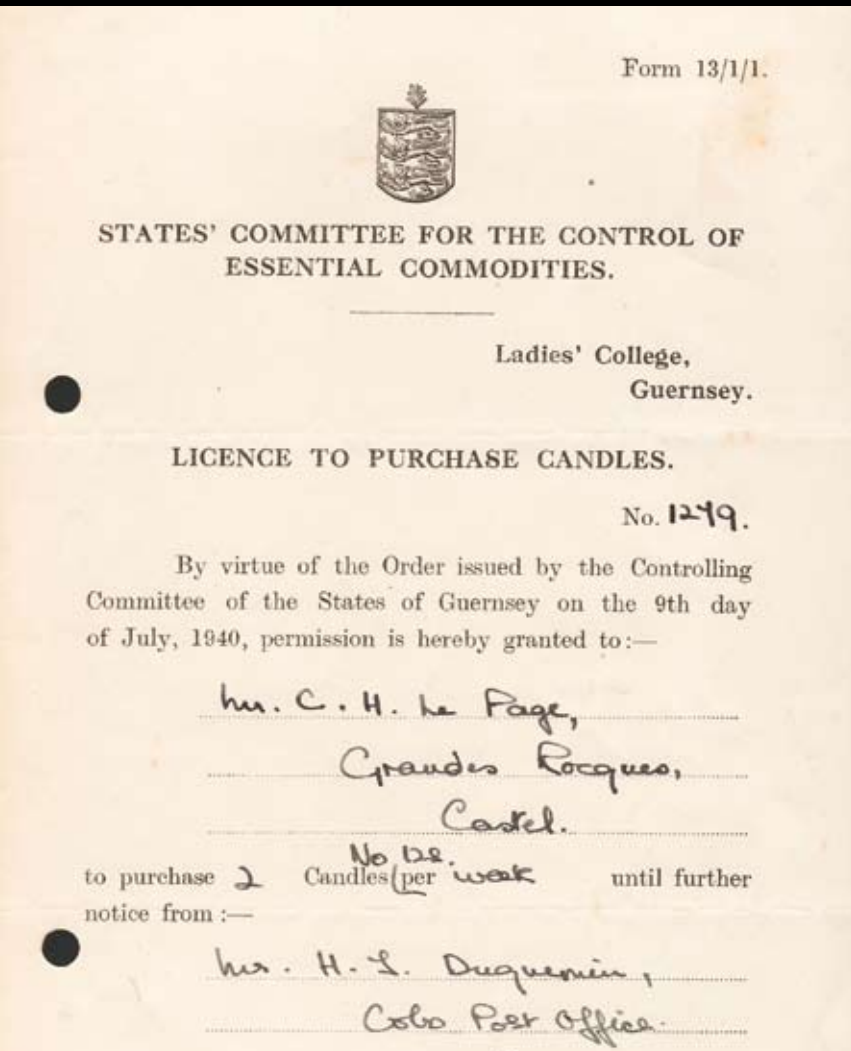 Form 13/1/1.
STATES' COMMITTEE FOR THE CONTROL OF
ESSENTIAL COMMODITIES.
Ladies' College,
Guernsey.
LICENCE TO PURCHASE CANDLES.
No. 1279.
By virtue of the Order issued by the Controlling
Committee of the States of Guernsey on the 9th day
of July, 1940, permission is hereby granted to:—
Mr. C. H. Le Page,
Grandes Rocques,
Castel.
No 12s.
to purchase 2 Candles (per week until further
notice from :—
H. Duquemin,
Cobo Post Office.